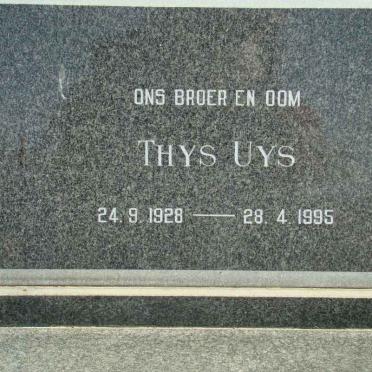 ONS BROER EN OOM
THYS UYS
24. 9. 1928 — 28. 4. 1995